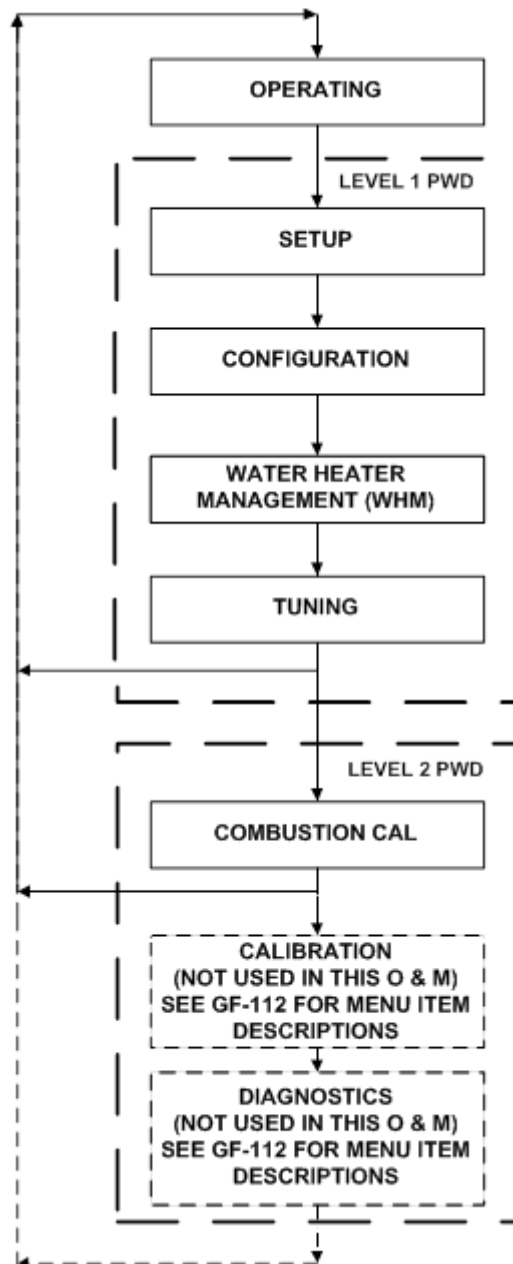 OPERATING
LEVEL 1 PWD
SETUP
CONFIGURATION
WATER HEATER
MANAGEMENT (WHM)
TUNING
LEVEL 2 PWD
COMBUSTION CAL
CALIBRATION
(NOT USED IN THIS O & M)
SEE GF-112 FOR MENU ITEM
DESCRIPTIONS
DIAGNOSTICS
(NOT USED IN THIS O & M)
SEE GF-112 FOR MENU ITEM
DESCRIPTIONS